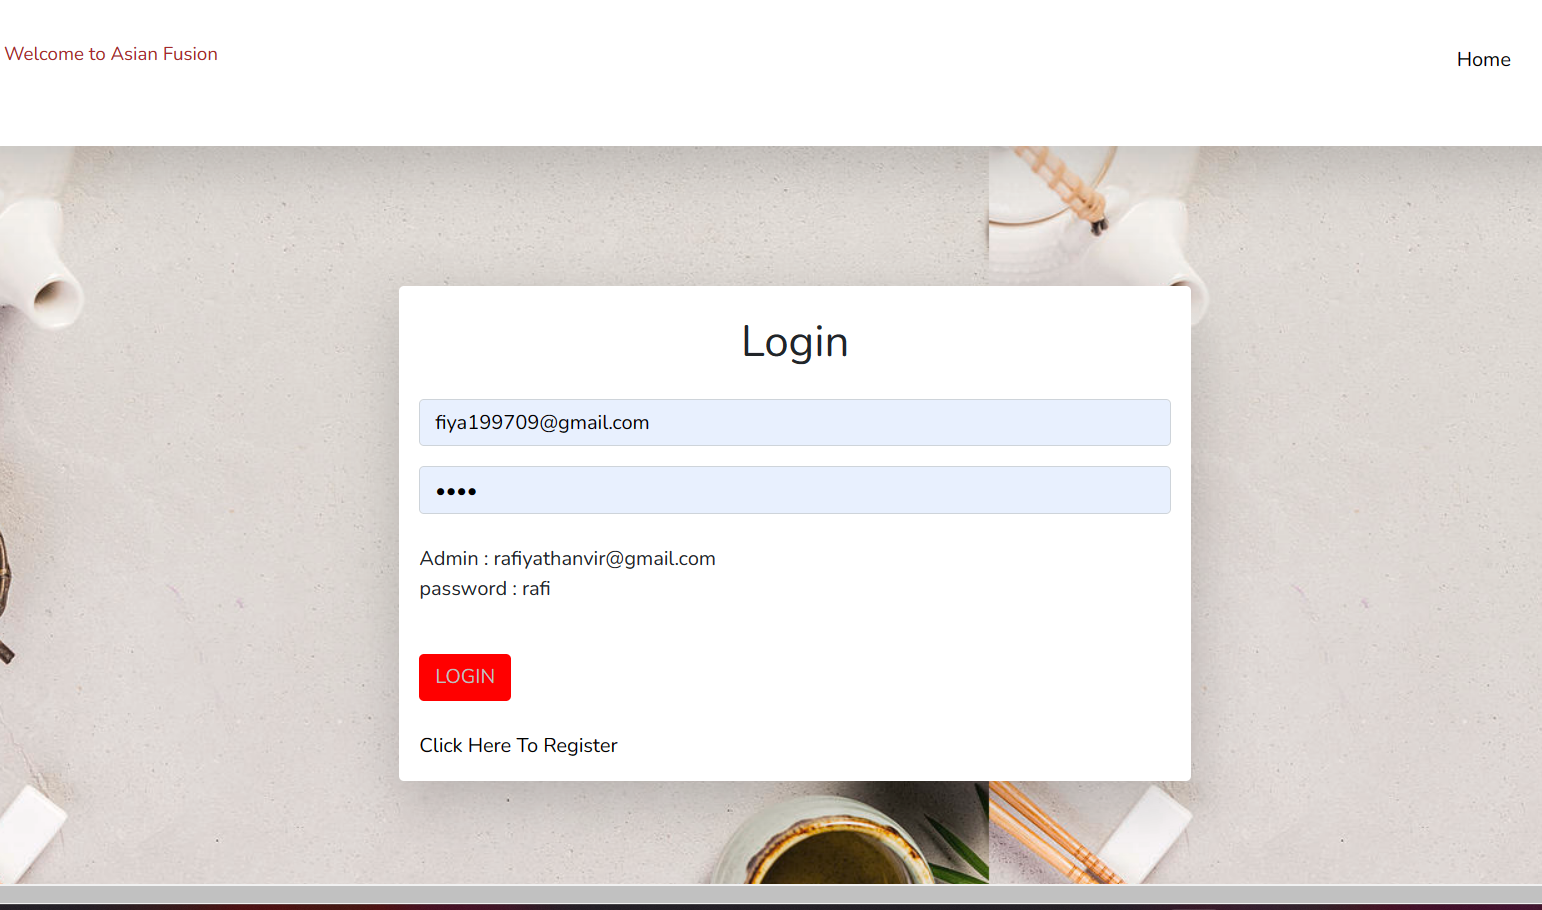 Welcome to Asian Fusion
Home
Login
fiya199709@gmail.com
••••
Admin : rafiyathanvir@gmail.com
password : rafi
LOGIN
Click Here To Register